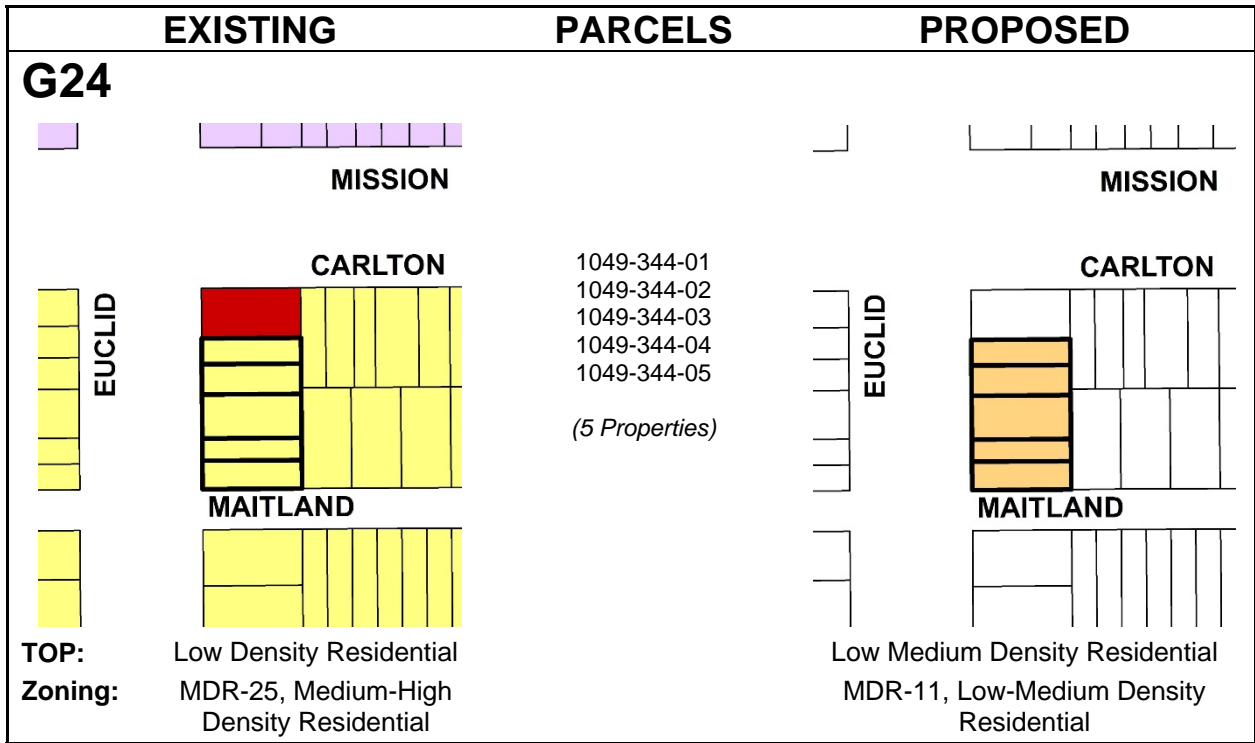 EXISTING PARCELS PROPOSED
G24
MISSION
CARLTON
EUCLID
MAITLAND
1049-344-01
1049-344-02
1049-344-03
1049-344-04
1049-344-05
(5 Properties)
MISSION
CARLTON
EUCLID
MAITLAND
TOP: Low Density Residential Low Medium Density Residential
Zoning: MDR-25, Medium-High MDR-11, Low-Medium Density
Density Residential Residential